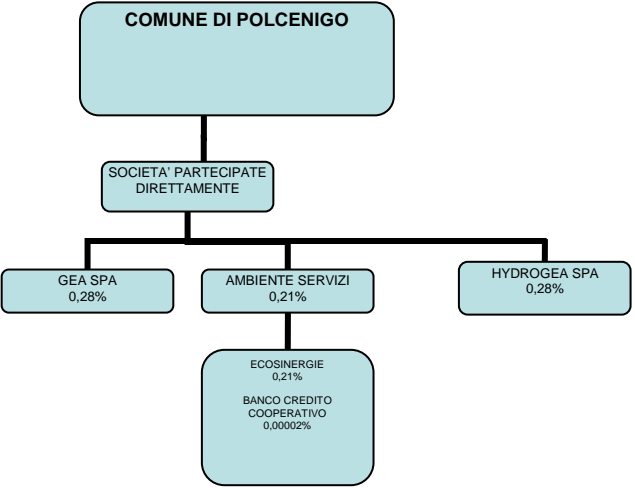 COMUNE DI POLCENIGO
SOCIETA' PARTECIPATE
DIRETTAMENTE
GEA SPA
0,28%
AMBIENTE SERVIZI
0,21%
HYDROGEA SPA
0,28%
ECOSINERGIE
0,21%
BANCO CREDITO
COOPERATIVO
0,00002%